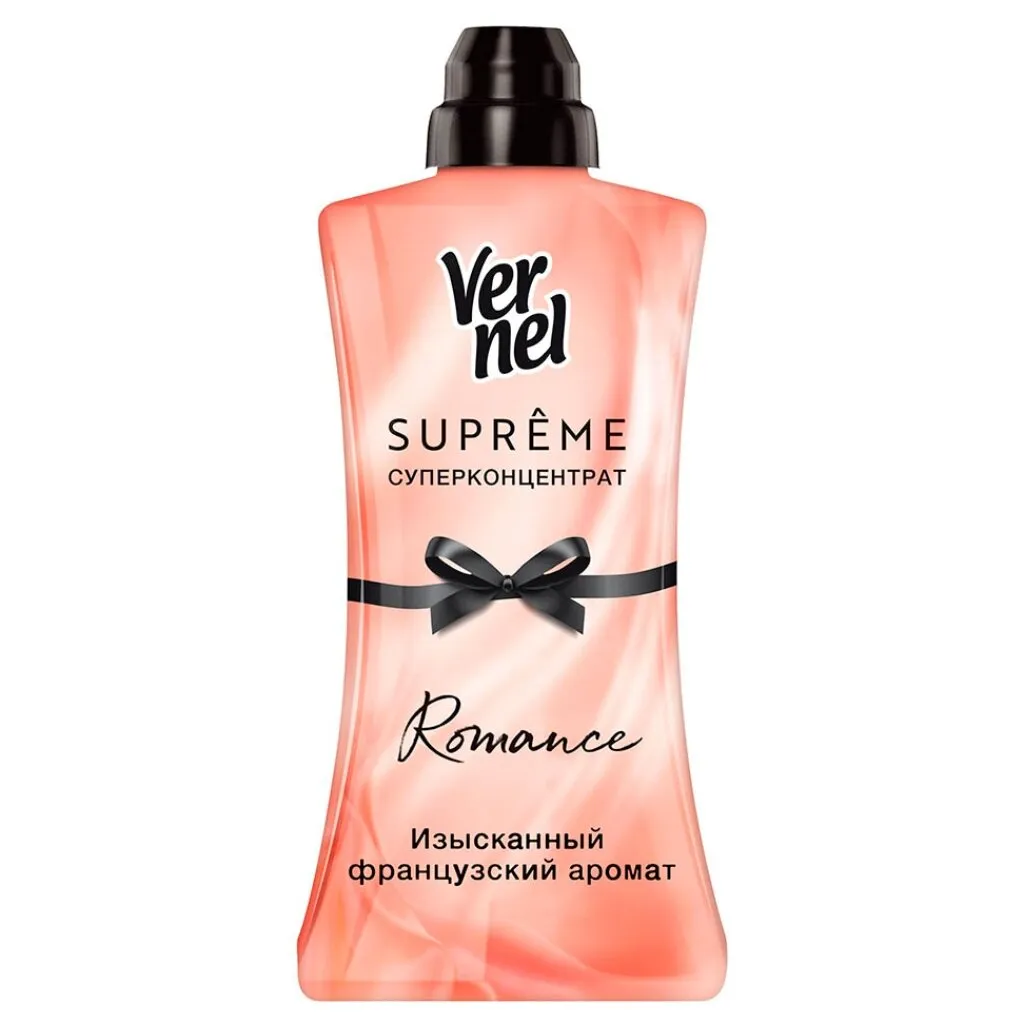 Ver
nel
SUPRÊME
СУПЕРКОНЦЕНТРАТ
Romance
Изысканный
французский аромат